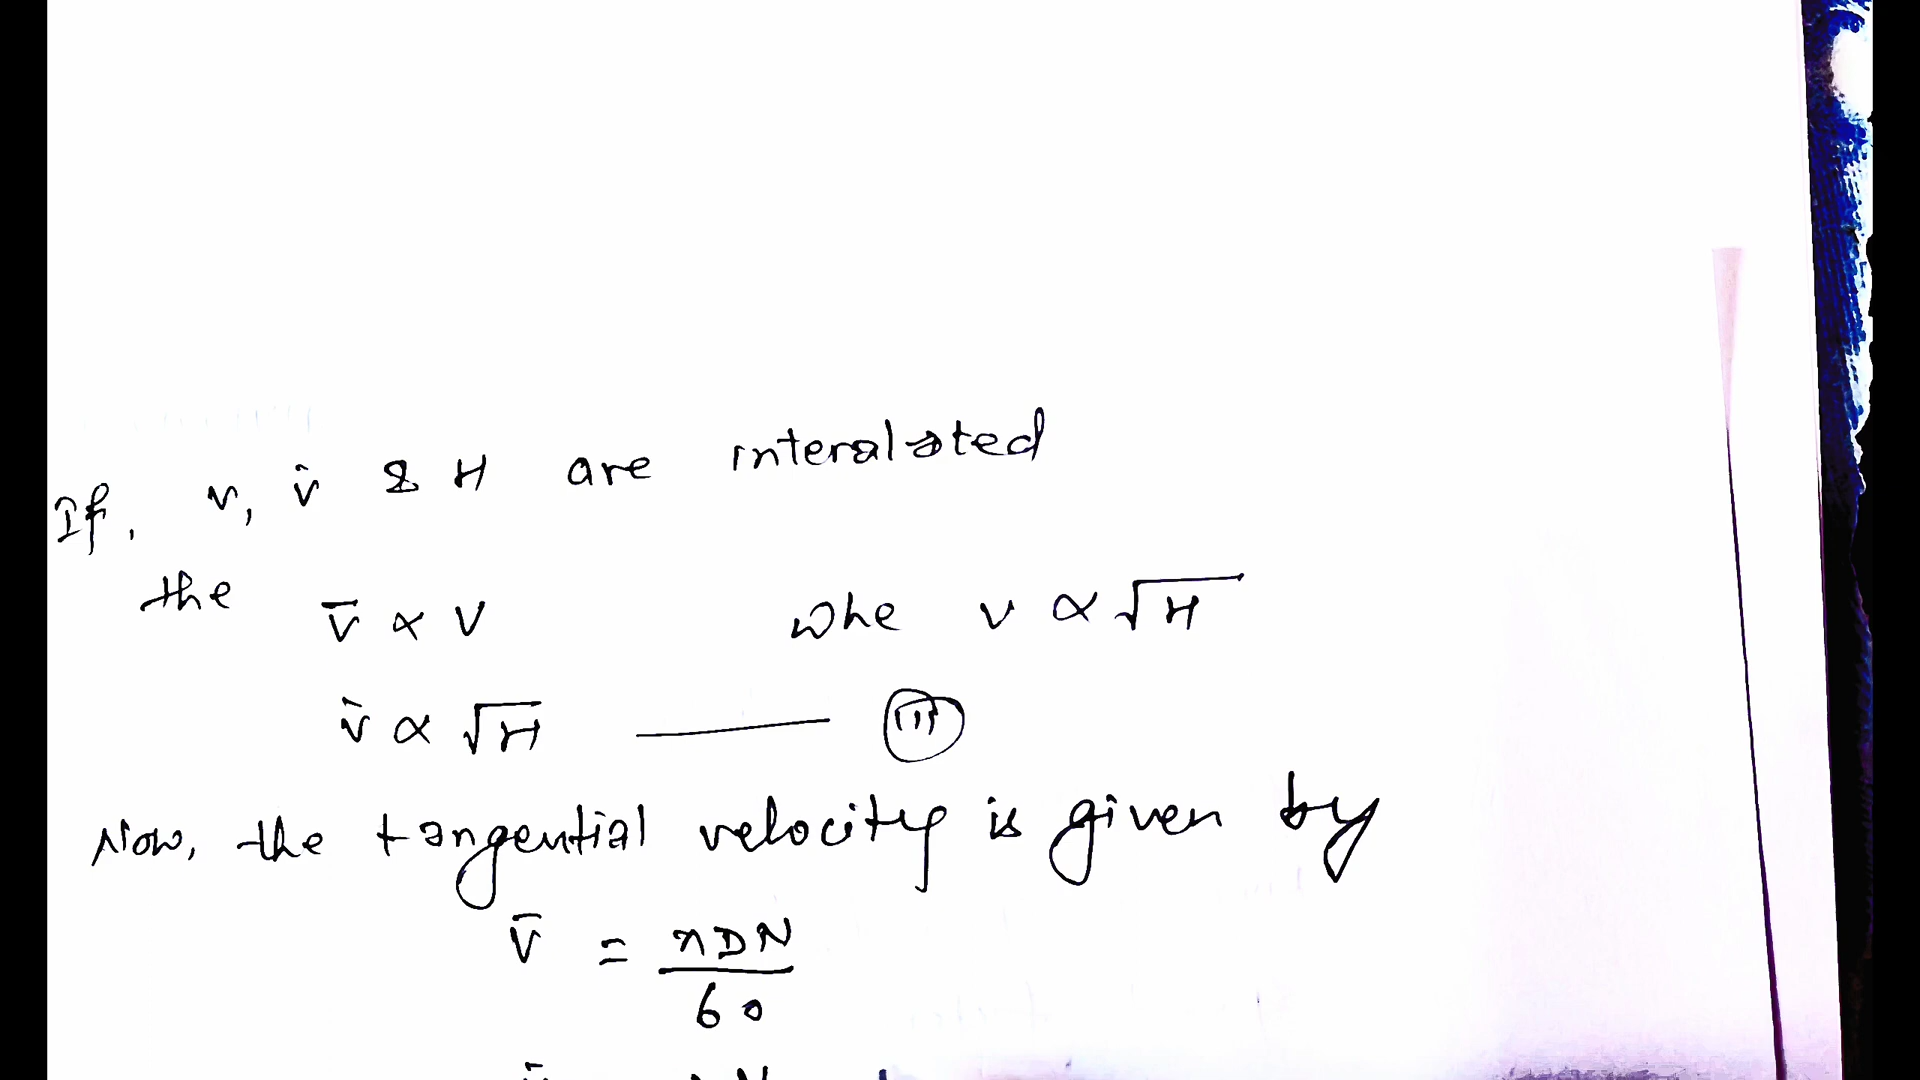 If, v, v̄ & H are interalated
the v̄ ∝ v whe v ∝ √H
v̄ ∝ √H —— (III)
Now, the tangential velocity is given by
v̄ = πDN
60